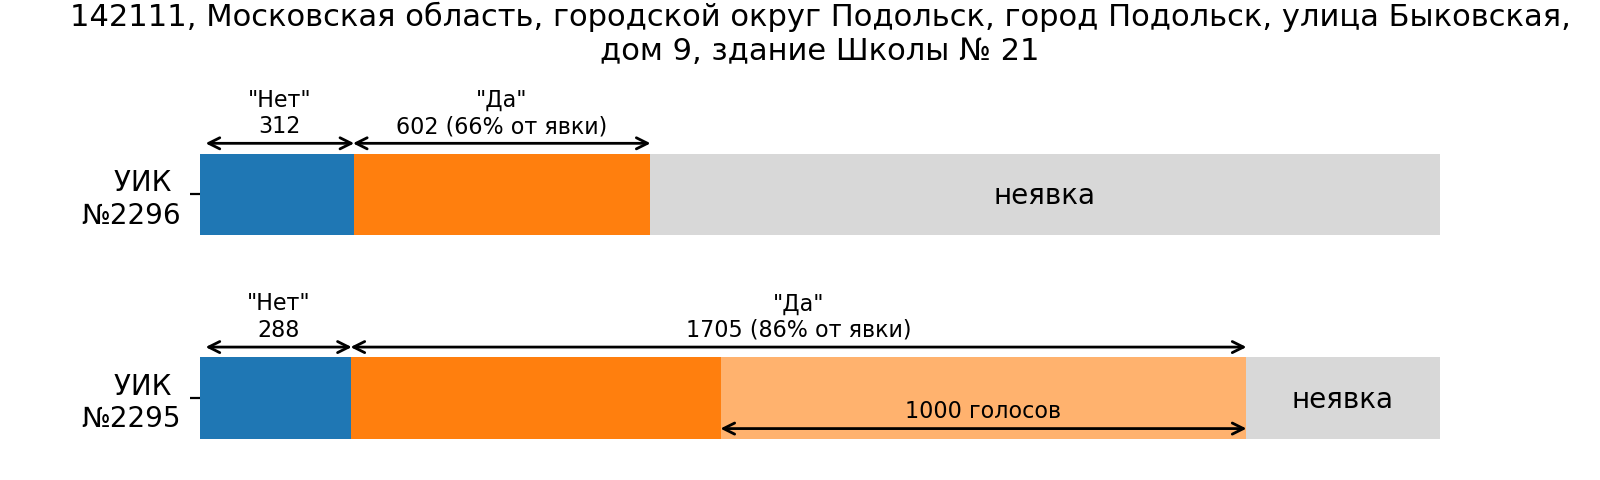 142111, Московская область, городской округ Подольск, город Подольск, улица Быковская,
дом 9, здание Школы № 21
"Нет"
312
"Да"
602 (66% от явки)
УИК
№2296
неявка
"Нет"
288
"Да"
1705 (86% от явки)
УИК
№2295
1000 голосов
неявка